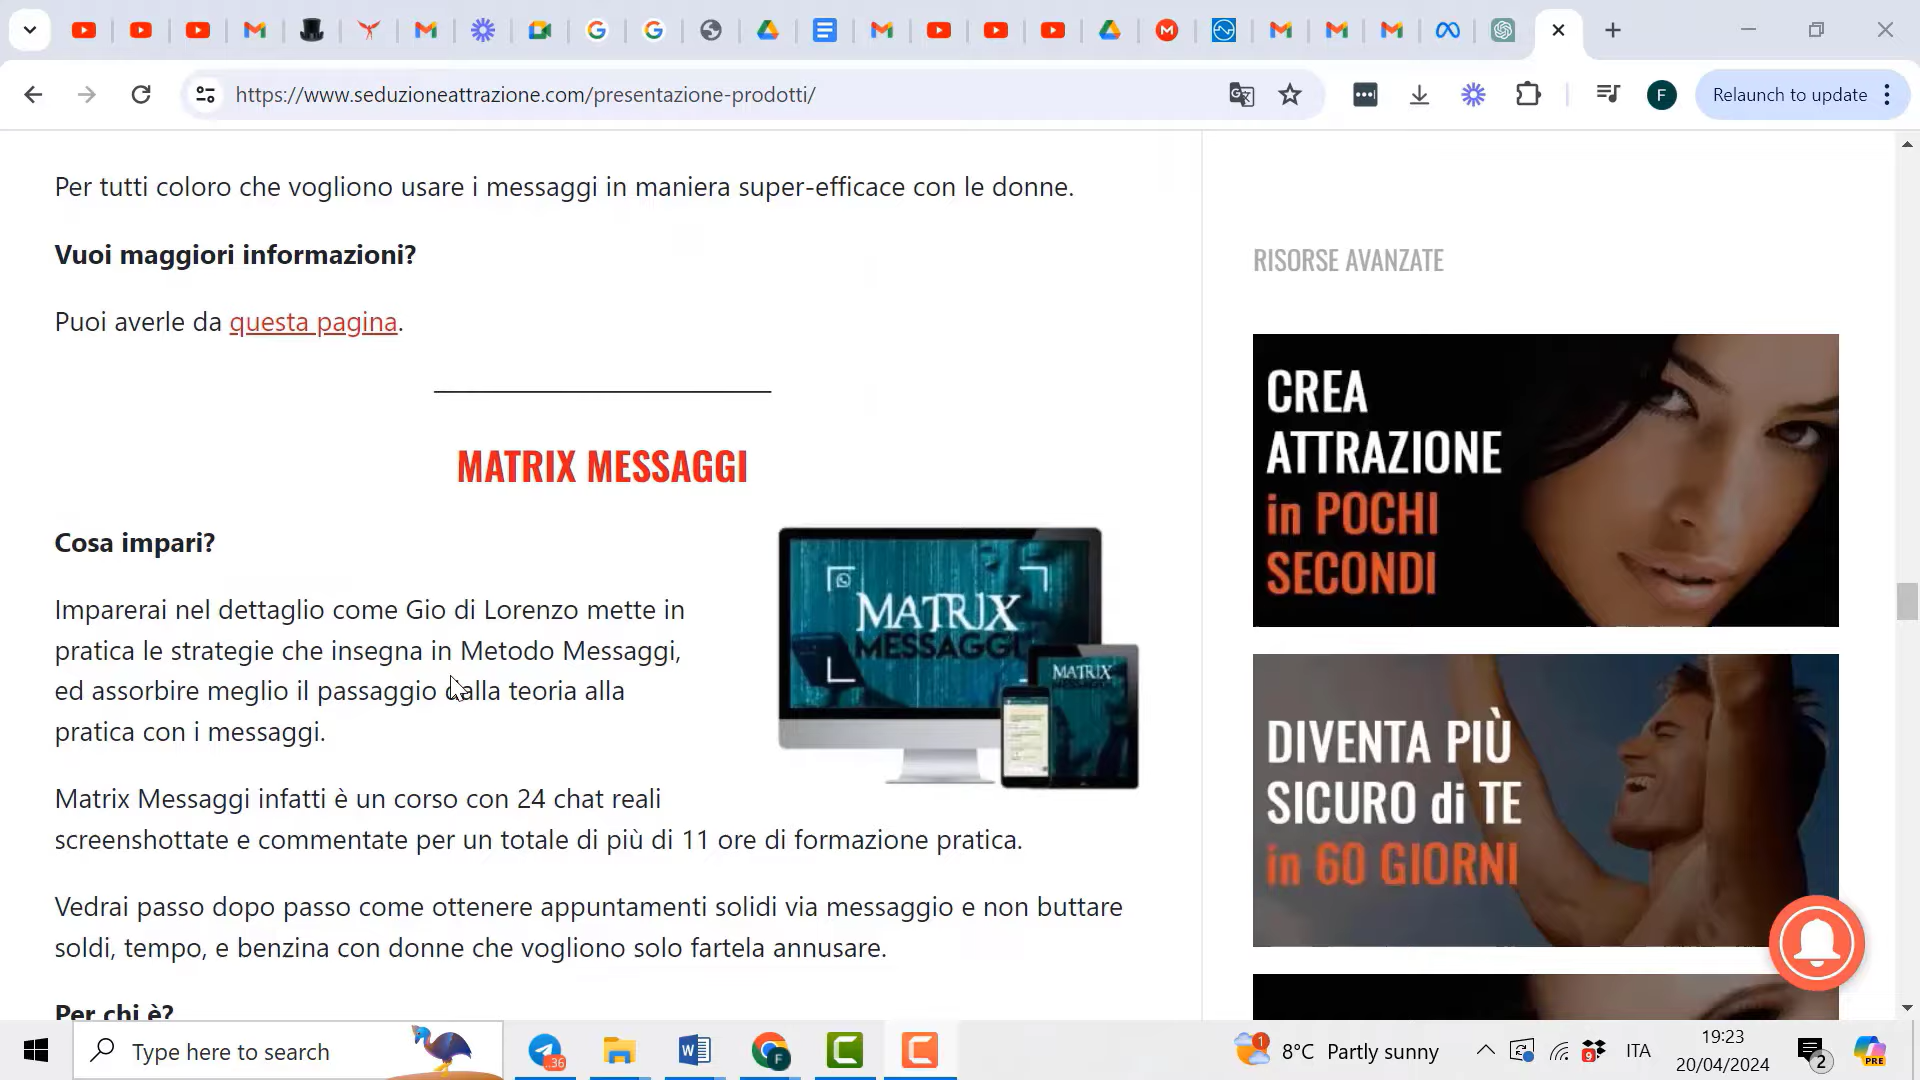 https://www.seduzioneattrazione.com/presentazione-prodotti/
F
Relaunch to update
Per tutti coloro che vogliono usare i messaggi in maniera super-efficace con le donne.
Vuoi maggiori informazioni?
Puoi averle da questa pagina.
MATRIX MESSAGGI
Cosa impari?
Imparerai nel dettaglio come Gio di Lorenzo mette in
pratica le strategie che insegna in Metodo Messaggi,
ed assorbire meglio il passaggio dalla teoria alla
pratica con i messaggi.
MATRIX
MESSAGGI
MATRIX
Matrix Messaggi infatti è un corso con 24 chat reali
screenshottate e commentate per un totale di più di 11 ore di formazione pratica.
Vedrai passo dopo passo come ottenere appuntamenti solidi via messaggio e non buttare
soldi, tempo, e benzina con donne che vogliono solo fartela annusare.
Per chi è?
RISORSE AVANZATE
CREA
ATTRAZIONE
in POCHI
SECONDI
DIVENTA PIÙ
SICURO di TE
in 60 GIORNI
Type here to search
36
F
1
8°C Partly sunny
9
ITA
19:23
20/04/2024
2
PRE